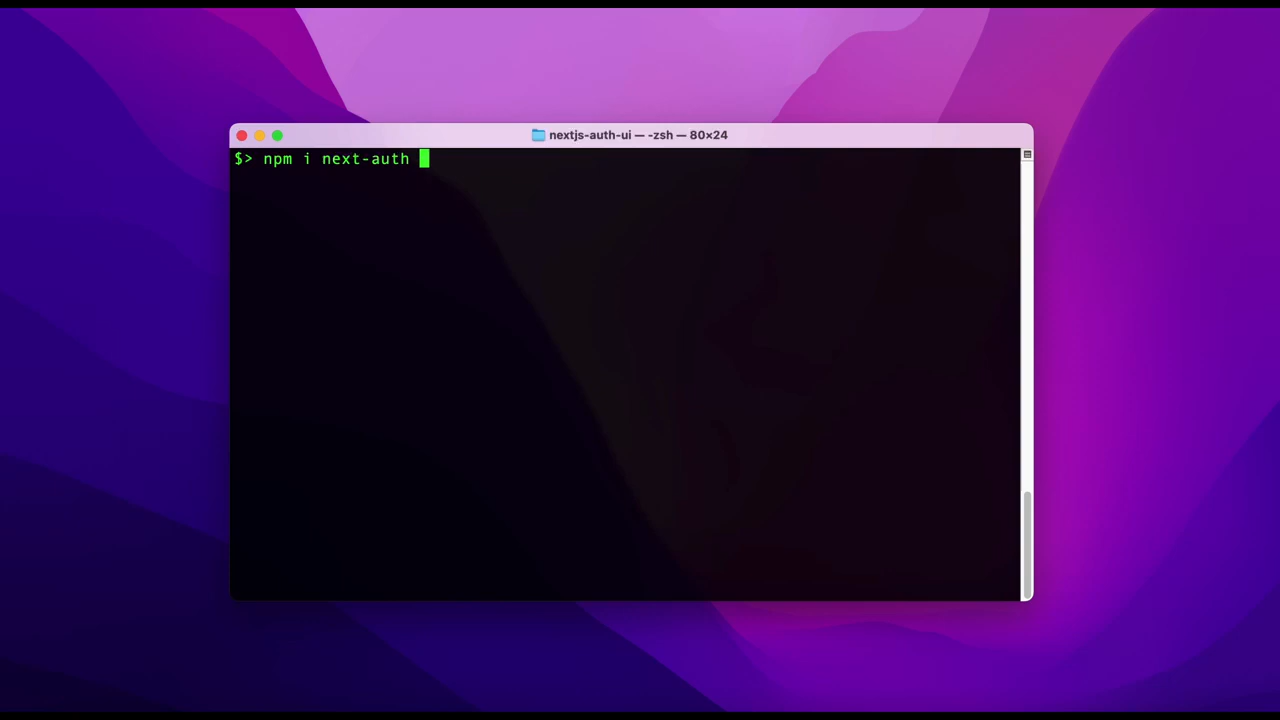 nextjs-auth-ui — -zsh — 80×24
$> npm i next-auth